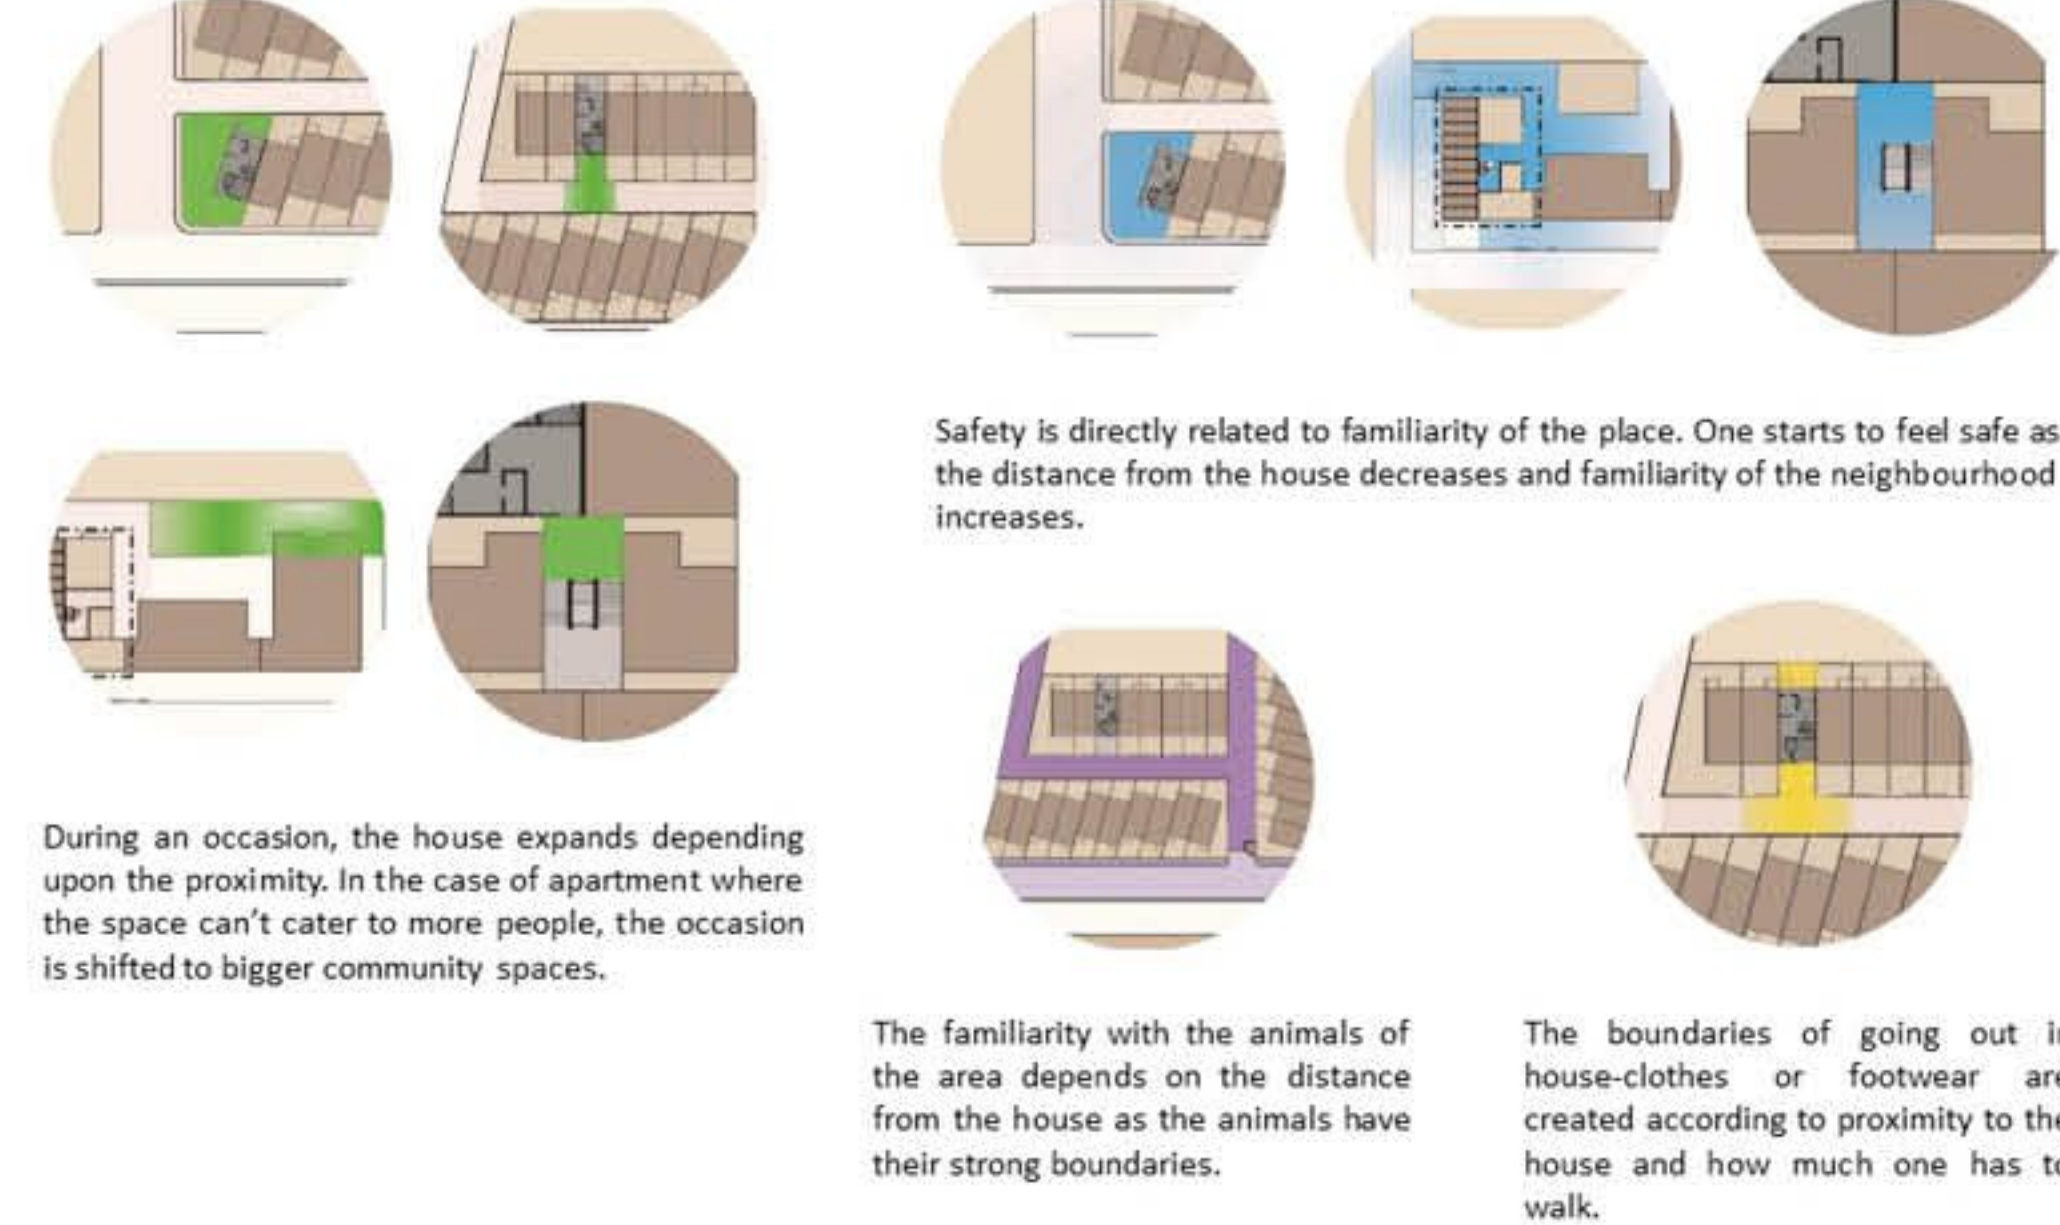 Safety is directly related to familiarity of the place. One starts to feel safe as
the distance from the house decreases and familiarity of the neighbourhood
increases.
During an occasion, the house expands depending
upon the proximity. In the case of apartment where
the space can't cater to more people, the occasion
is shifted to bigger community spaces.
The familiarity with the animals of
the area depends on the distance
from the house as the animals have
their strong boundaries.
The boundaries of going out i
house-clothes or footwear are
created according to proximity to the
house and how much one has to
walk.